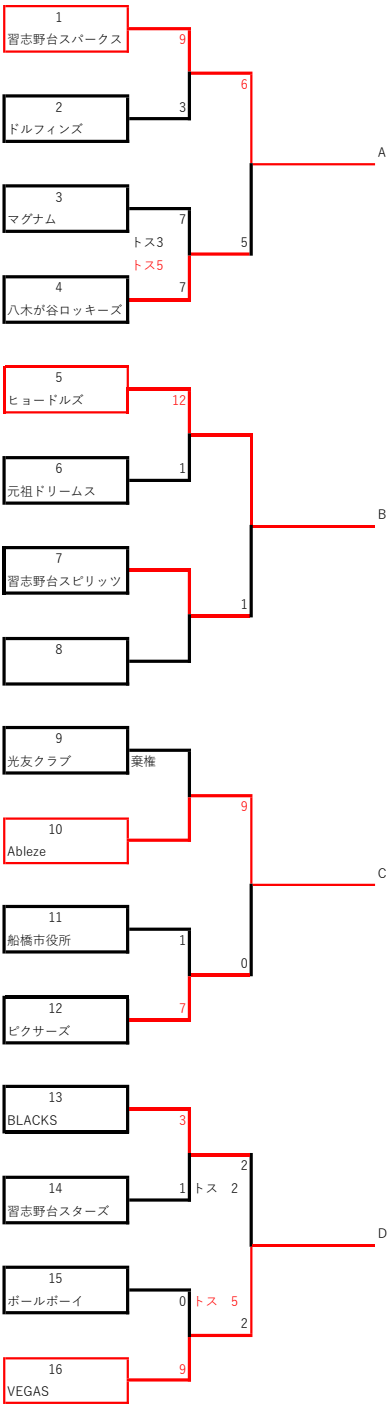 1
習志野台スパークス
9
6
2
ドルフィンズ
3
A
3
マグナム
7
トス3
5
トス5
4
八木が谷ロッキーズ
7
5
ヒョードルズ
12
6
元祖ドリームス
1
B
7
習志野台スピリッツ
1
8
9
光友クラブ
棄権
9
10
Ableze
C
11
船橋市役所
1
0
12
ピクサーズ
7
13
BLACKS
3
2
14
習志野台スターズ
1
トス 2
D
15
ボールボーイ
0
トス 5
2
16
VEGAS
9